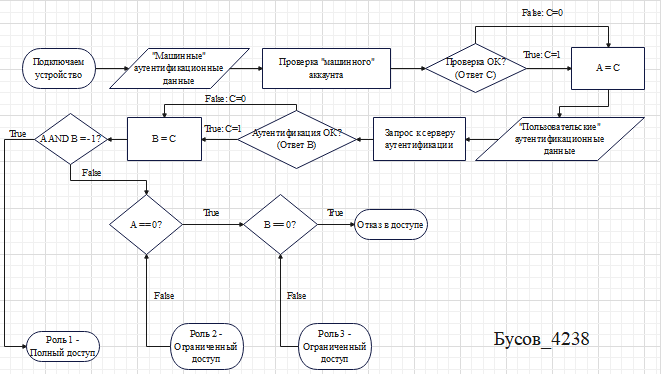 False: C=0
Подключаем
устройство
"Машинные"
аутентификационные
данные
Проверка "машинного"
аккаунта
Проверка ОК?
(Ответ С)
True: C=1
A = C
False: C=0
True
A AND B = -1?
B = C
True: C=1
Аутентификация ОК?
(Ответ В)
Запрос к серверу
аутентификации
"Пользовательские"
аутентификационные
данные
False
A ==0?
True
B ==0?
True
Отказ в доступе
False
False
Роль 1 -
Полный доступ
Роль 2 -
Ограниченный
доступ
Роль 3 -
Ограниченный
доступ
Бусов_4238